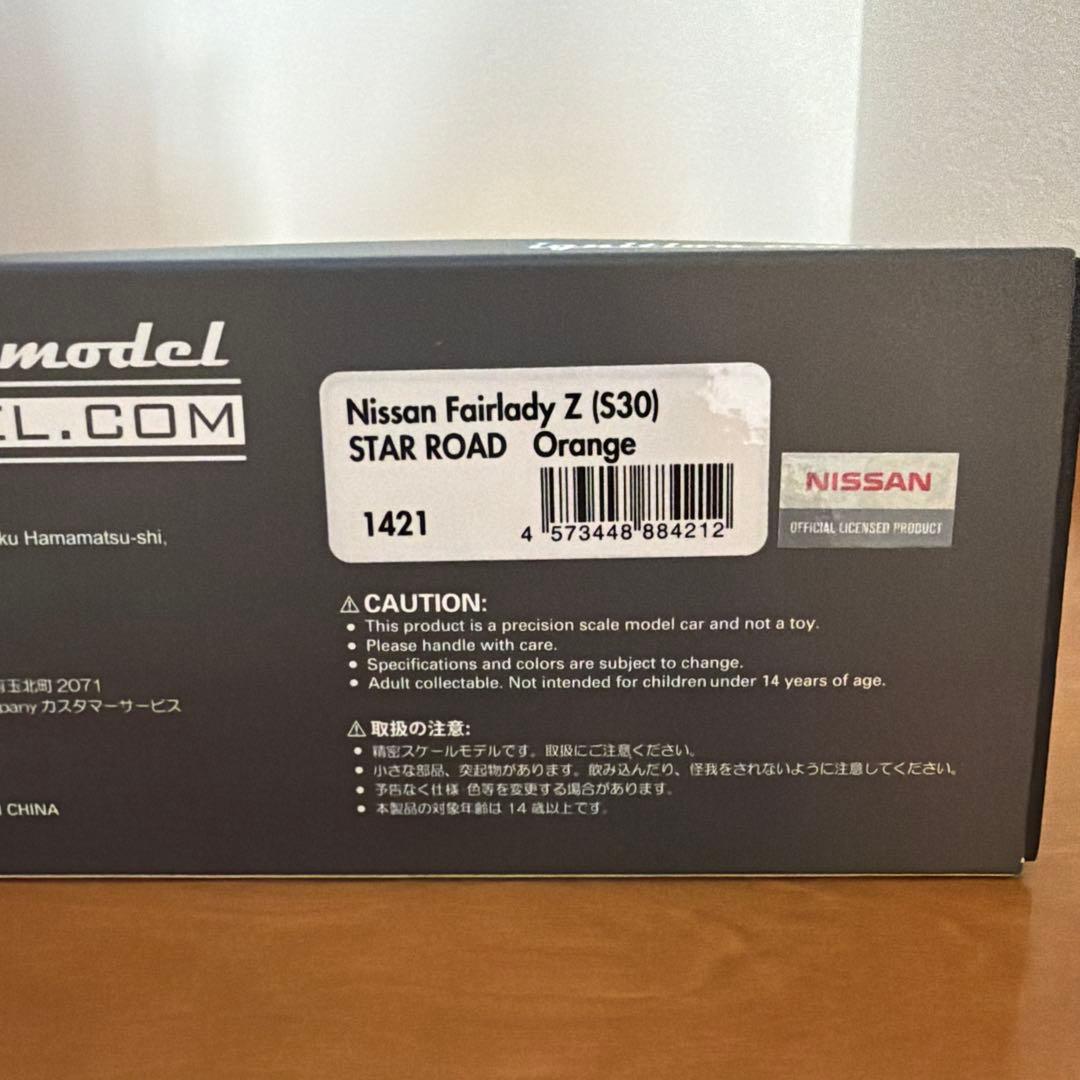 ignition
model
EL.COM
Nissan Fairlady Z (S30)
STAR ROAD Orange
1421
4 573448 884212
NISSAN
OFFICIAL LICENSED PRODUCT
ku Hamamatsu-shi,
玉北町 2071
pany カスタマーサービス
CHINA
⚠ CAUTION:
• This product is a precision scale model car and not a toy.
• Please handle with care.
• Specifications and colors are subject to change.
• Adult collectable. Not intended for children under 14 years of age.
⚠ 取扱の注意:
• 精密スケールモデルです。取扱にご注意ください。
• 小さな部品、突起物があります。飲み込んだり、怪我をされないように注意してください。
• 予告なく仕様 色等を変更する場合があります。
• 本製品の対象年齢は 14 歳以上です。